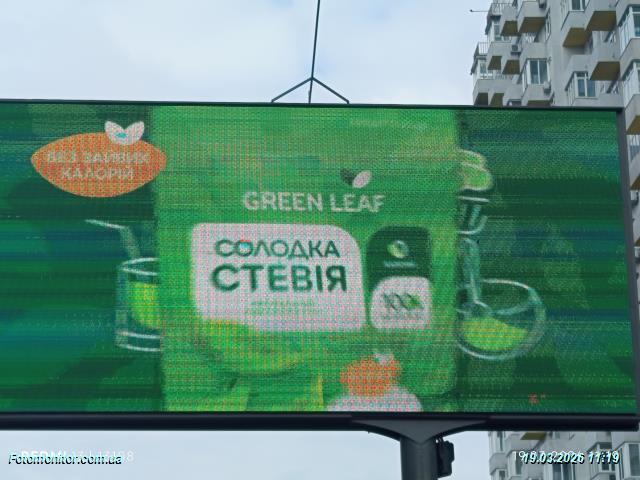 БЕЗ ЗАЙВИХ
КАЛОРІЙ
GREEN LEAF
СОЛОДКА
СТЕВІЯ
Fotomonitor.com.ua
19.03.2026 11:19